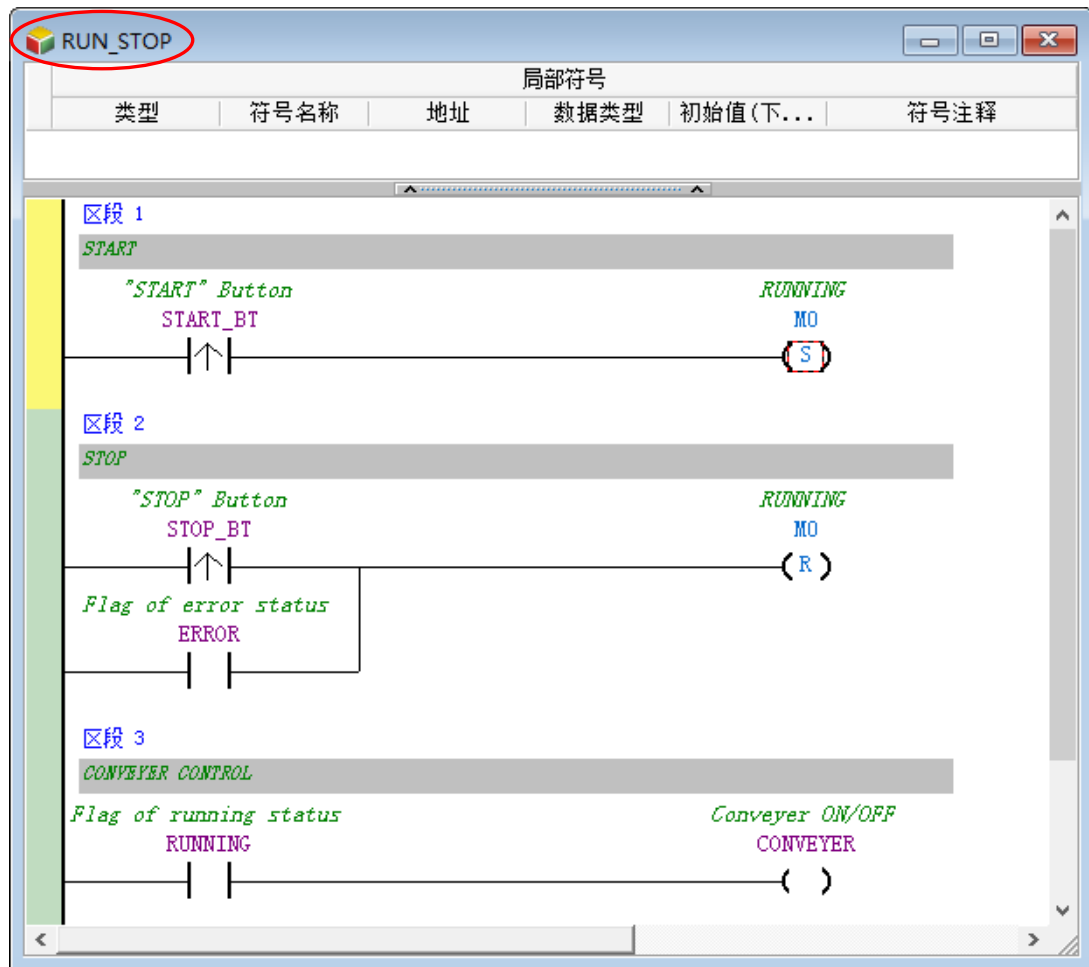 RUN_STOP
局部符号
类型 符号名称 地址 数据类型 初始值(下... 符号注释
区段 1
START
"START" Button RUNNING
START_BT M0
S
区段 2
STOP
"STOP" Button RUNNING
STOP_BT M0
R
Flag of error status
ERROR
区段 3
CONVEYER CONTROL
Flag of running status Conveyer ON/OFF
RUNNING CONVEYER